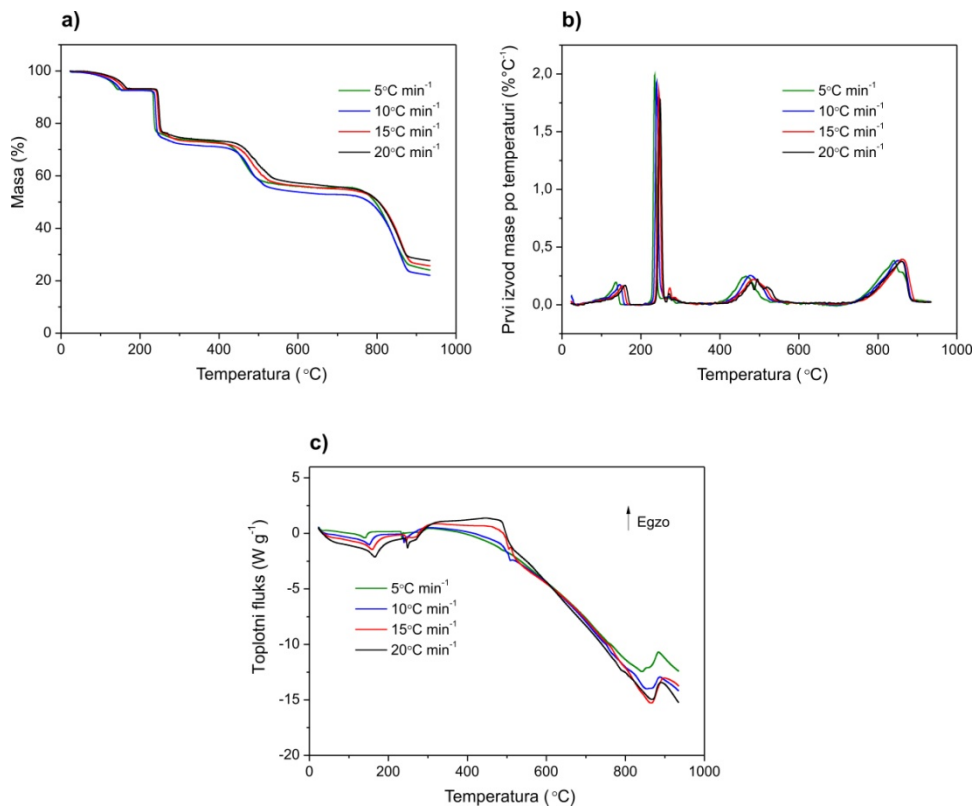 a)
100
80
60
40
20
0
Masa (%)
5°C min⁻¹
10°C min⁻¹
15°C min⁻¹
20°C min⁻¹
0 200 400 600 800 1000
Temperatura (°C)
b)
2,0
1,5
1,0
0,5
0,0
Prvi izvod mase po temperaturi (%°C⁻¹)
5°C min⁻¹
10°C min⁻¹
15°C min⁻¹
20°C min⁻¹
0 200 400 600 800 1000
Temperatura (°C)
c)
5
0
-5
-10
-15
-20
Toplotni fluks (W g⁻¹)
Egzo
5°C min⁻¹
10°C min⁻¹
15°C min⁻¹
20°C min⁻¹
0 200 400 600 800 1000
Temperatura (°C)